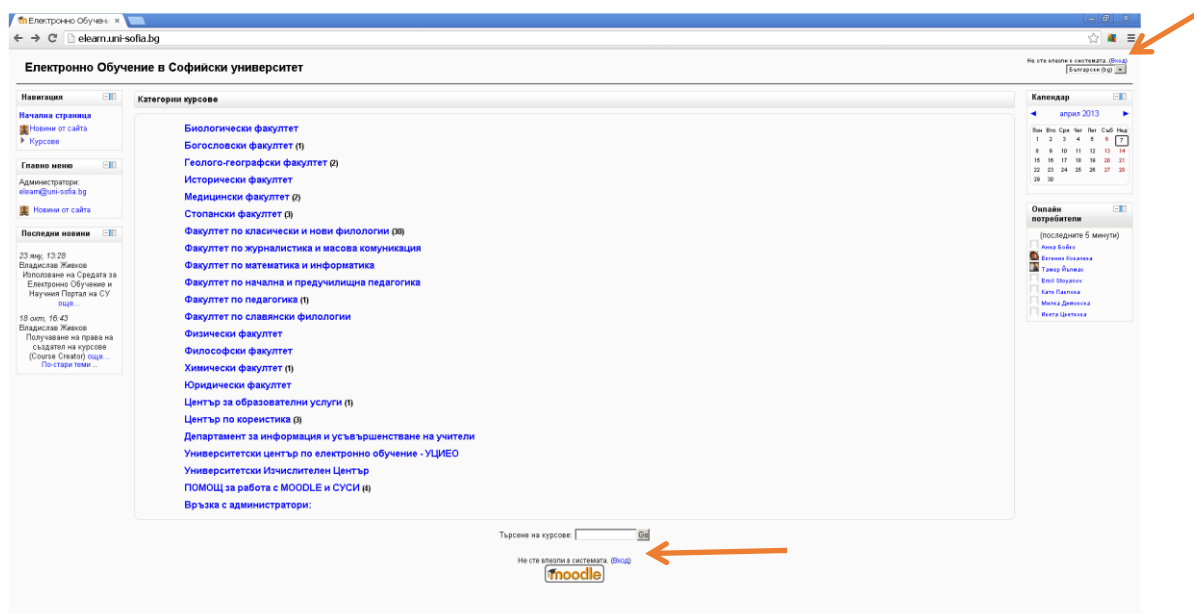 Електронно Обучен
elearn.uni-sofia.bg
Електронно Обучение в Софийски университет
Не сте влезли в системата. (Вход)
Български (bg)
Навигация
Начална страница
Новини от сайта
Курсове
Главно меню
Администратори:
elearn@uni-sofia.bg
Новини от сайта
Последни новини
23 яну, 13:28
Владислав Живков
Използване на Средата за
Електронно Обучение и
Научния Портал на СУ
още...
18 окт, 16:43
Владислав Живков
Получаване на права на
създател на курсове
(Course Creator) още...
По-стари теми ...
Категории курсове
Биологически факултет
Богословски факултет (1)
Геолого-географски факултет (2)
Исторически факултет
Медицински факултет (2)
Стопански факултет (3)
Факултет по класически и нови филологии (30)
Факултет по журналистика и масова комуникация
Факултет по математика и информатика
Факултет по начална и предучилищна педагогика
Факултет по педагогика (1)
Факултет по славянски филологии
Физически факултет
Философски факултет
Химически факултет (1)
Юридически факултет
Център за образователни услуги (1)
Център по кореистика (3)
Департамент за информация и усъвършенстване на учители
Университетски център по електронно обучение - УЦИЕО
Университетски Изчислителен Център
ПОМОЩ за работа с MOODLE и СУСИ (4)
Връзка с администратори:
Търсене на курсове: Go
Не сте влезли в системата. (Вход)
moodle
Календар
април 2013
Пон Вто Сря Чет Пет Съб Нед
1 2 3 4 5 6 7
8 9 10 11 12 13 14
15 16 17 18 19 20 21
22 23 24 25 26 27 28
29 30
Онлайн
потребители
(последните 5 минути)
Анна Бойко
Евгения Ковачева
Тамер Йълмаз
Emil Stoyanov
Катя Паскова
Милка Димовска
Ивета Цветкова